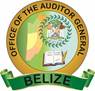 OFFICE OF THE AUDITOR GENERAL
BELIZE